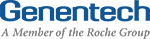 Genentech
A Member of the Roche Group